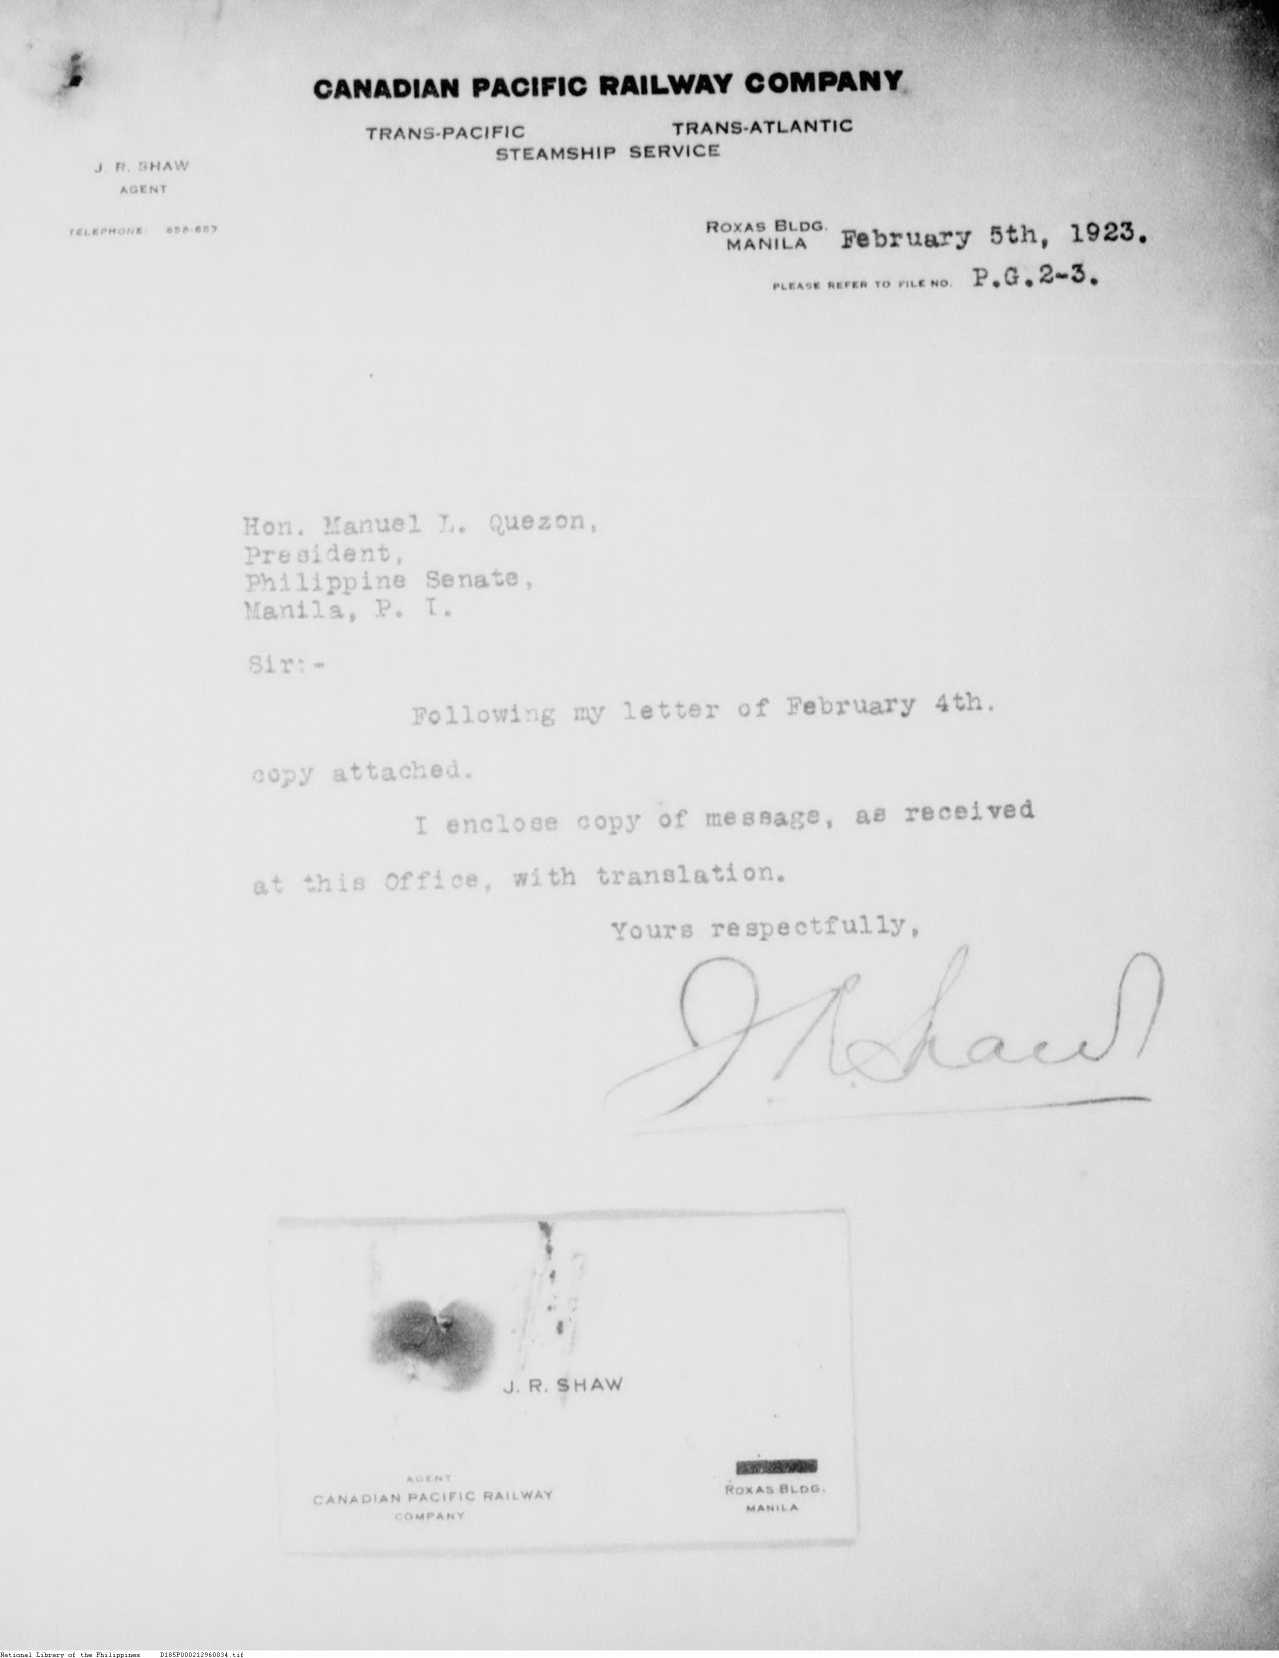 CANADIAN PACIFIC RAILWAY COMPANY
TRANS-PACIFIC TRANS-ATLANTIC
STEAMSHIP SERVICE
J. R. SHAW
AGENT
TELEPHONE
ROXAS BLDG.
MANILA
February 5th, 1923.
PLEASE REFER TO FILE NO. P.G.2-3.
Hon. Manuel L. Quezon,
President,
Philippine Senate,
Manila, P. I.
Sir:-
Following my letter of February 4th.
copy attached.
I enclose copy of message, as received
at this Office, with translation.
Yours respectfully,
J. R. Shaw
J. R. SHAW
AGENT
CANADIAN PACIFIC RAILWAY
COMPANY
ROXAS BLDG.
MANILA
National Library of the Philippines D185P000212960034.tif